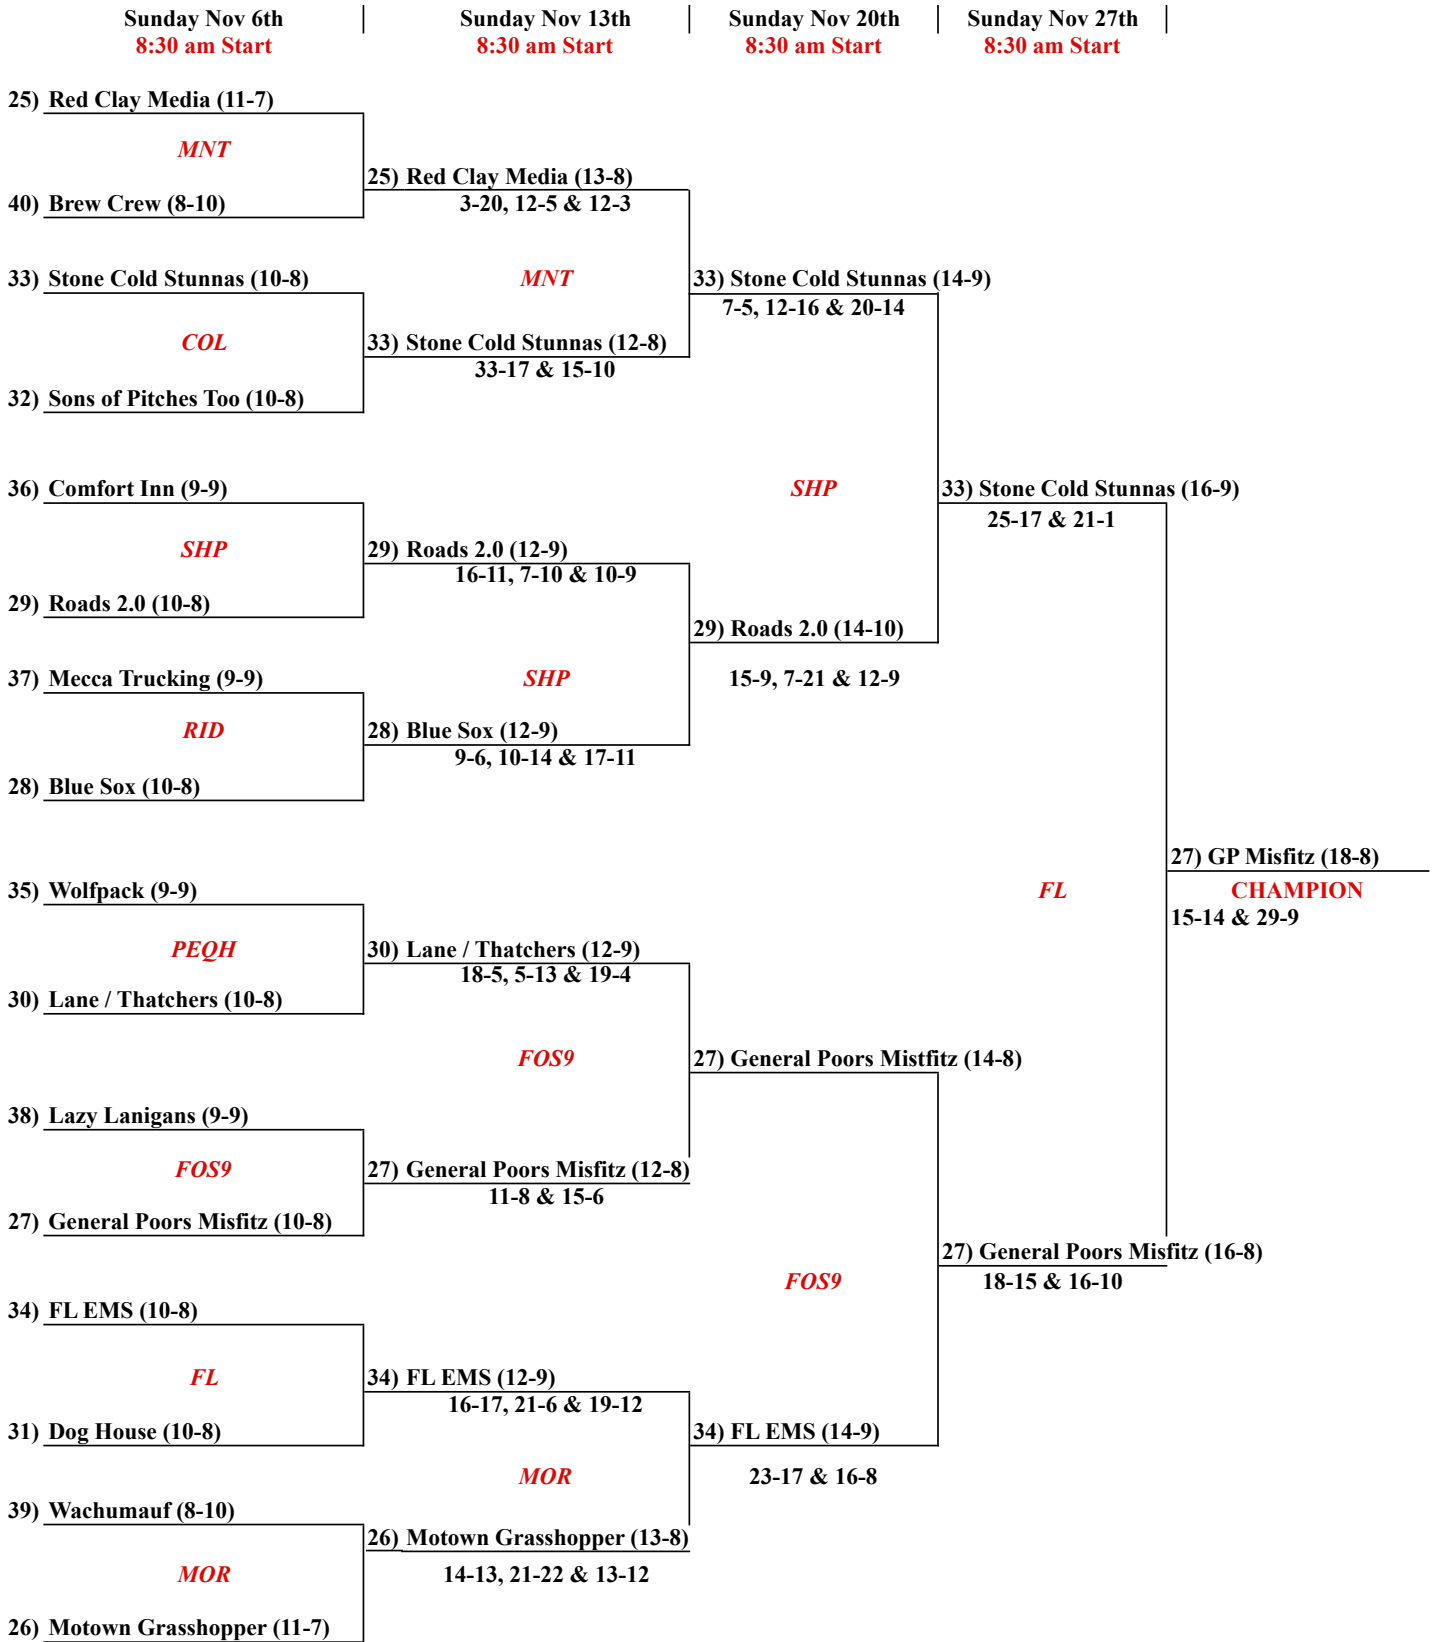 Sunday Nov 6th
8:30 am Start
Sunday Nov 13th
8:30 am Start
Sunday Nov 20th
8:30 am Start
Sunday Nov 27th
8:30 am Start
25) Red Clay Media (11-7)
MNT
40) Brew Crew (8-10)
33) Stone Cold Stunnas (10-8)
COL
32) Sons of Pitches Too (10-8)
36) Comfort Inn (9-9)
SHP
29) Roads 2.0 (10-8)
37) Mecca Trucking (9-9)
RID
28) Blue Sox (10-8)
35) Wolfpack (9-9)
PEQH
30) Lane / Thatchers (10-8)
38) Lazy Lanigans (9-9)
FOS9
27) General Poors Misfitz (10-8)
34) FL EMS (10-8)
FL
31) Dog House (10-8)
39) Wachumauf (8-10)
MOR
26) Motown Grasshopper (11-7)
25) Red Clay Media (13-8)
3-20, 12-5 & 12-3
MNT
33) Stone Cold Stunnas (12-8)
33-17 & 15-10
29) Roads 2.0 (12-9)
16-11, 7-10 & 10-9
SHP
28) Blue Sox (12-9)
9-6, 10-14 & 17-11
30) Lane / Thatchers (12-9)
18-5, 5-13 & 19-4
FOS9
27) General Poors Misfitz (12-8)
11-8 & 15-6
34) FL EMS (12-9)
16-17, 21-6 & 19-12
MOR
26) Motown Grasshopper (13-8)
14-13, 21-22 & 13-12
33) Stone Cold Stunnas (14-9)
7-5, 12-16 & 20-14
SHP
29) Roads 2.0 (14-10)
15-9, 7-21 & 12-9
27) General Poors Mistfitz (14-8)
FOS9
34) FL EMS (14-9)
23-17 & 16-8
33) Stone Cold Stunnas (16-9)
25-17 & 21-1
FL
27) General Poors Misfitz (16-8)
18-15 & 16-10
27) GP Misfitz (18-8)
CHAMPION
15-14 & 29-9